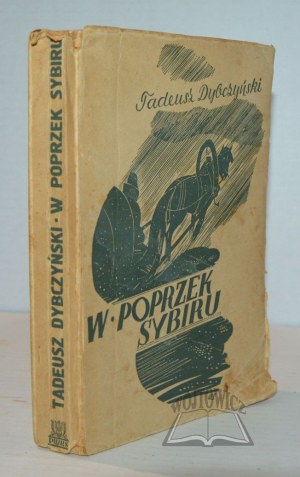 Tadeusz Dybczyński
W · POPRZEK
SYBIRU
TADEUSZ DYBCZYŃSKI · W POPRZEK SYBIRU
WÓJTOWICZ